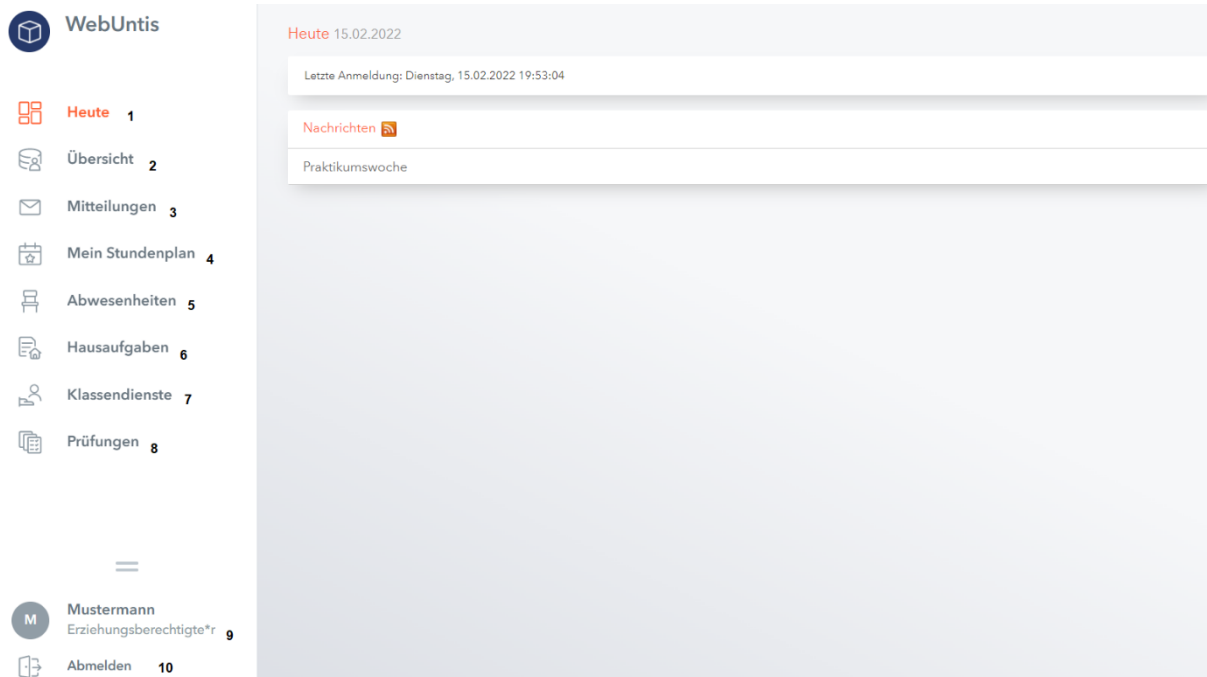 WebUntis
Heute 1
Übersicht 2
Mitteilungen 3
Mein Stundenplan 4
Abwesenheiten 5
Hausaufgaben 6
Klassendienste 7
Prüfungen 8
M
Mustermann
Erziehungsberechtigte*r 9
Abmelden 10
Heute 15.02.2022
Letzte Anmeldung: Dienstag, 15.02.2022 19:53:04
Nachrichten
Praktikumswoche